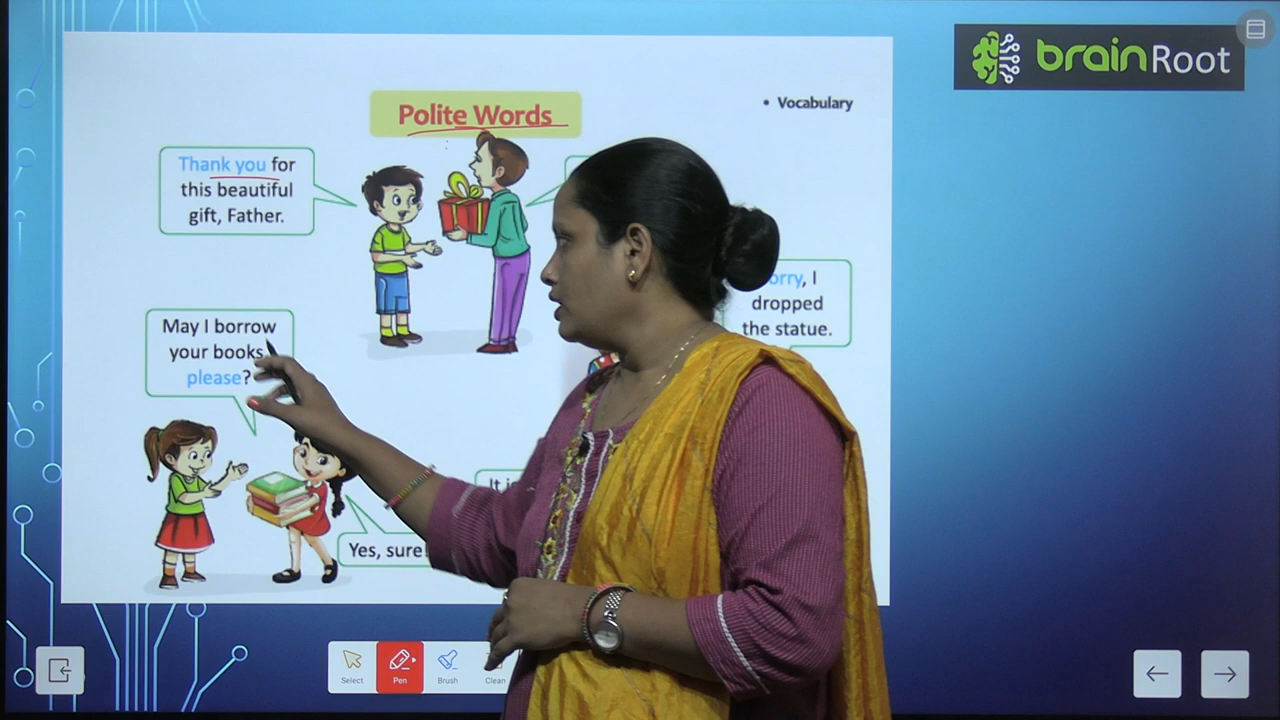 brainRoot
Polite Words
• Vocabulary
Thank you for
this beautiful
gift, Father.
orry, I
dropped
the statue.
May I borrow
your books
please?
It is
Yes, sure!
Select
Pen
Brush
Clean